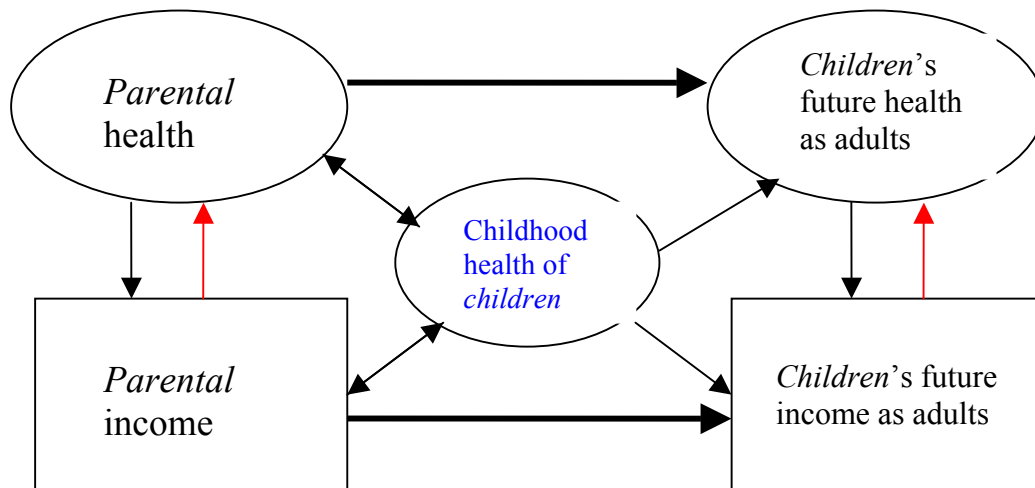 Parental
health
Children's
future health
as adults
Childhood
health of
children
Parental
income
Children's future
income as adults